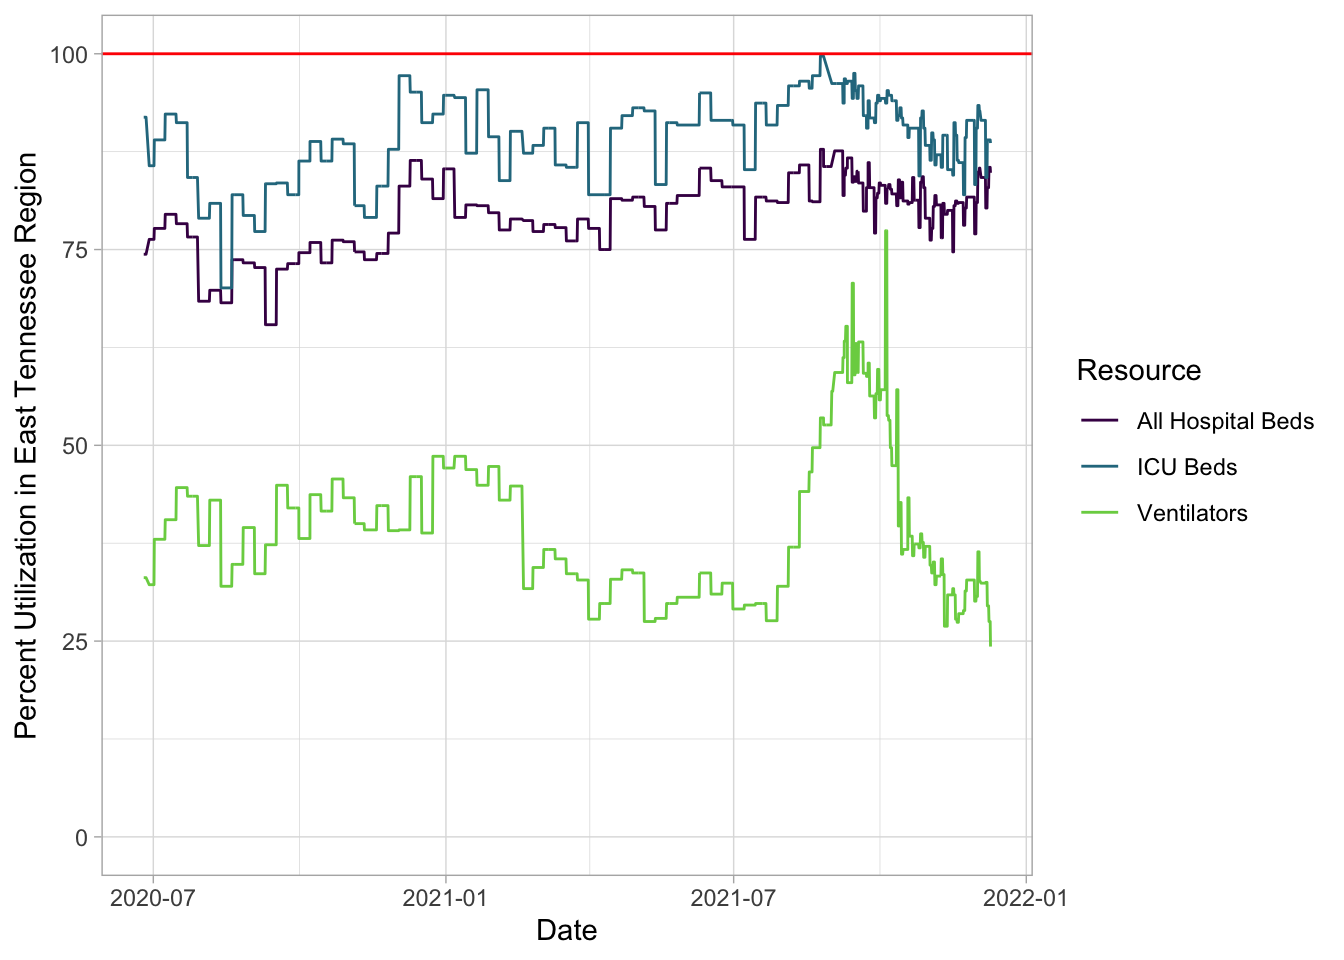 Percent Utilization in East Tennessee Region
100
75
50
25
0
2020-07
2021-01
2021-07
2022-01
Date
Resource
All Hospital Beds
ICU Beds
Ventilators